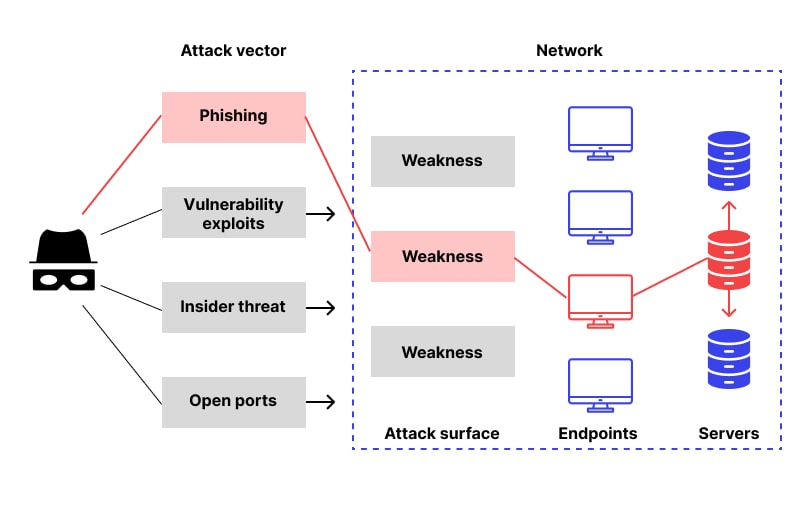 Attack vector
Network
Phishing
Vulnerability
exploits
Insider threat
Open ports
Weakness
Weakness
Weakness
Attack surface
Endpoints
Servers